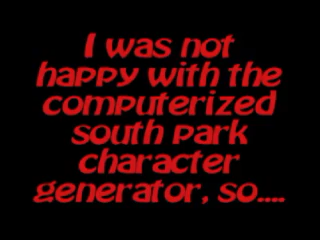 I was not
happy with the
computerized
south park
character
generator, so....